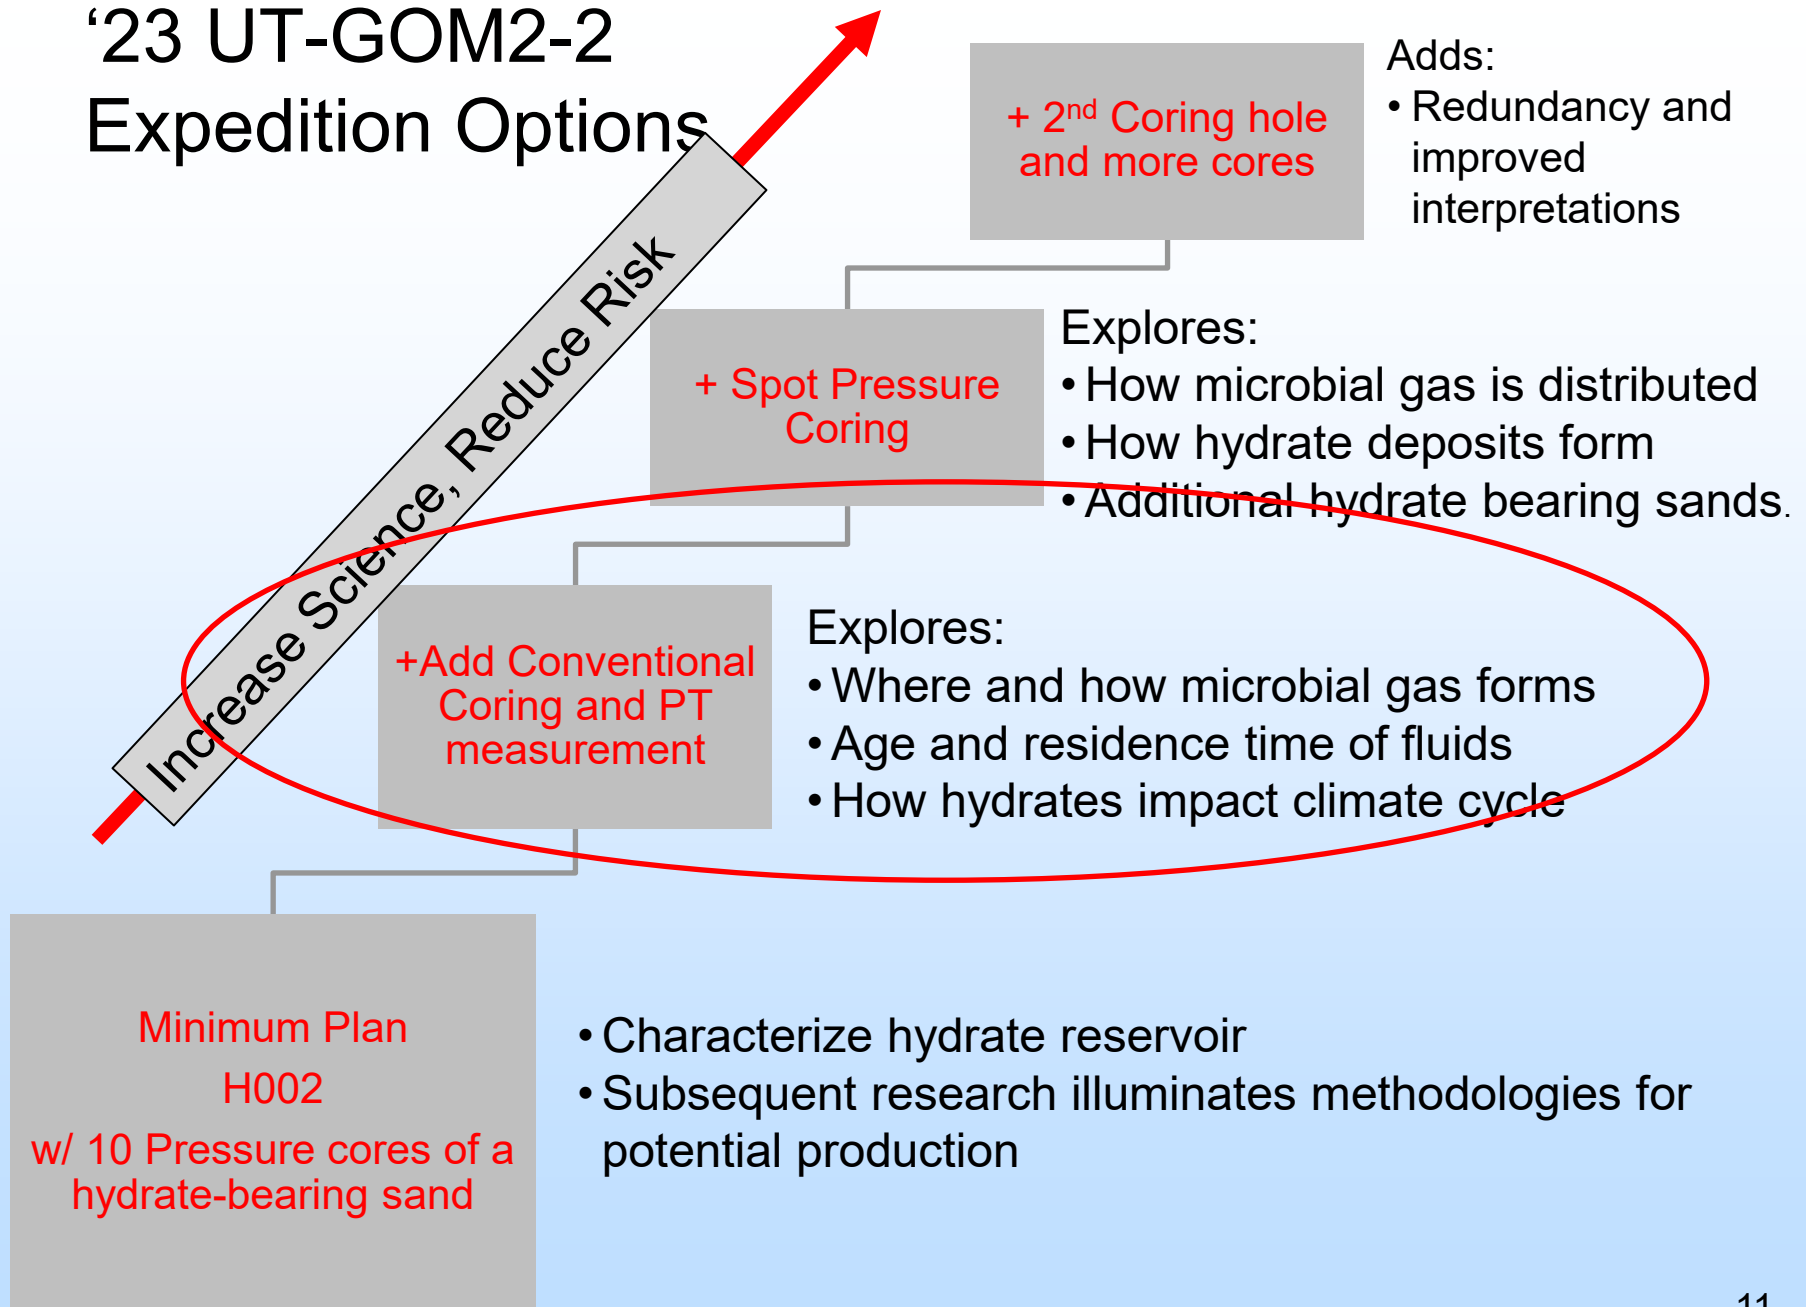 ‘23 UT-GOM2-2
Expedition Options
Increase Science, Reduce Risk
+ 2nd Coring hole
and more cores
Adds:
• Redundancy and
improved
interpretations
+ Spot Pressure
Coring
Explores:
• How microbial gas is distributed
• How hydrate deposits form
• Additional hydrate bearing sands.
+Add Conventional
Coring and PT
measurement
Explores:
• Where and how microbial gas forms
• Age and residence time of fluids
• How hydrates impact climate cycle
Minimum Plan
H002
w/ 10 Pressure cores of a
hydrate-bearing sand
• Characterize hydrate reservoir
• Subsequent research illuminates methodologies for
potential production
11